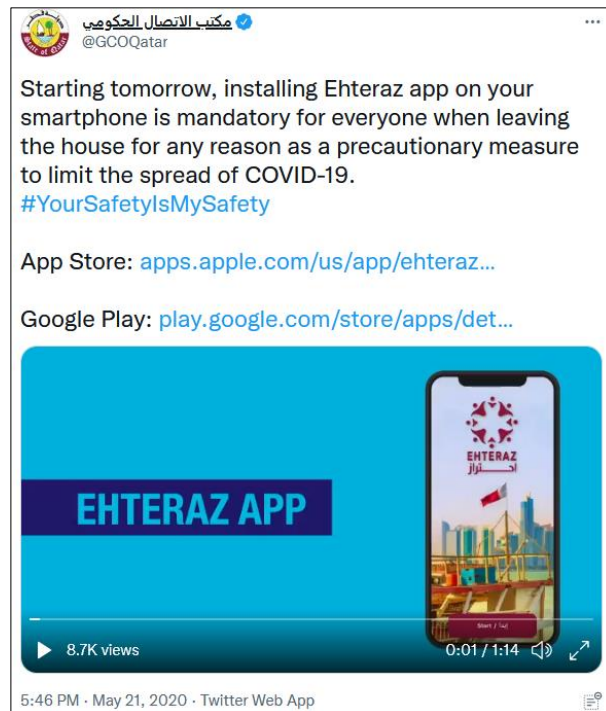 مكتب الاتصال الحكومي
@GCOQatar
Starting tomorrow, installing Ehteraz app on your
smartphone is mandatory for everyone when leaving
the house for any reason as a precautionary measure
to limit the spread of COVID-19.
#YourSafetyIsMySafety
App Store: apps.apple.com/us/app/ehteraz...
Google Play: play.google.com/store/apps/det...
EHTERAZ
احتراز
EHTERAZ APP
Start / إبدأ
8.7K views
0:01 / 1:14
5:46 PM · May 21, 2020 · Twitter Web App